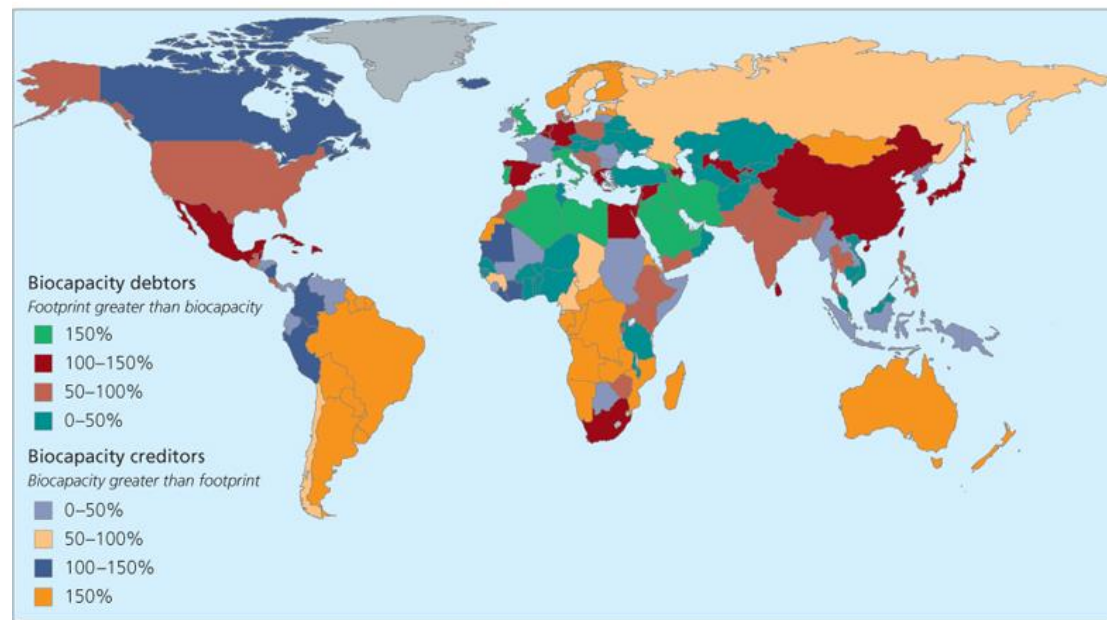 Biocapacity debtors
Footprint greater than biocapacity
150%
100–150%
50–100%
0–50%
Biocapacity creditors
Biocapacity greater than footprint
0–50%
50–100%
100–150%
150%